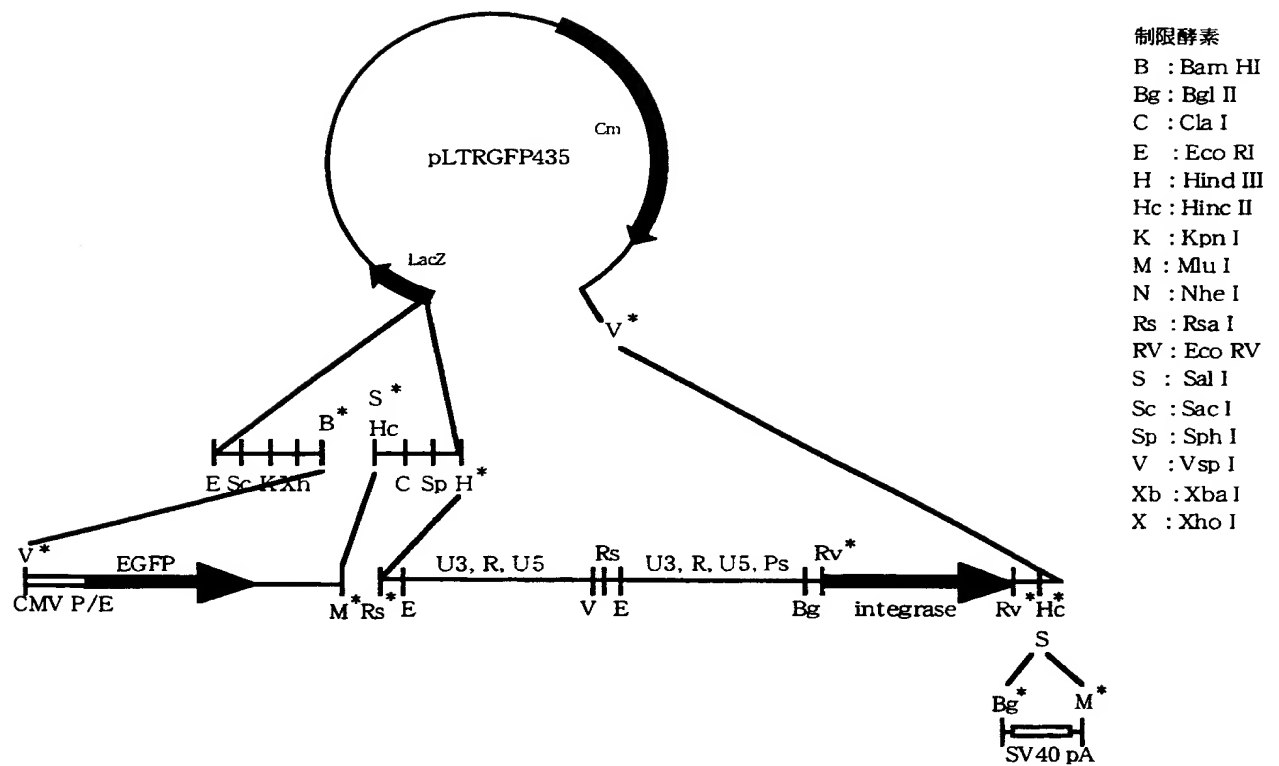 Cm
pLTRGFP435
LacZ
V*
S*
B* Hc
E Sc K Xh C Sp H*
V* EGFP U3, R, U5 Rs U3, R, U5, Ps Rv*
CMV P/E M* Rs* E V E Bg integrase Rv* Hc*
S
Bg* M*
SV40 pA
制限酵素
B : Bam HI
Bg : Bgl II
C : Cla I
E : Eco RI
H : Hind III
Hc : Hinc II
K : Kpn I
M : Mlu I
N : Nhe I
Rs : Rsa I
RV : Eco RV
S : Sal I
Sc : Sac I
Sp : Sph I
V : Vsp I
Xb : Xba I
X : Xho I